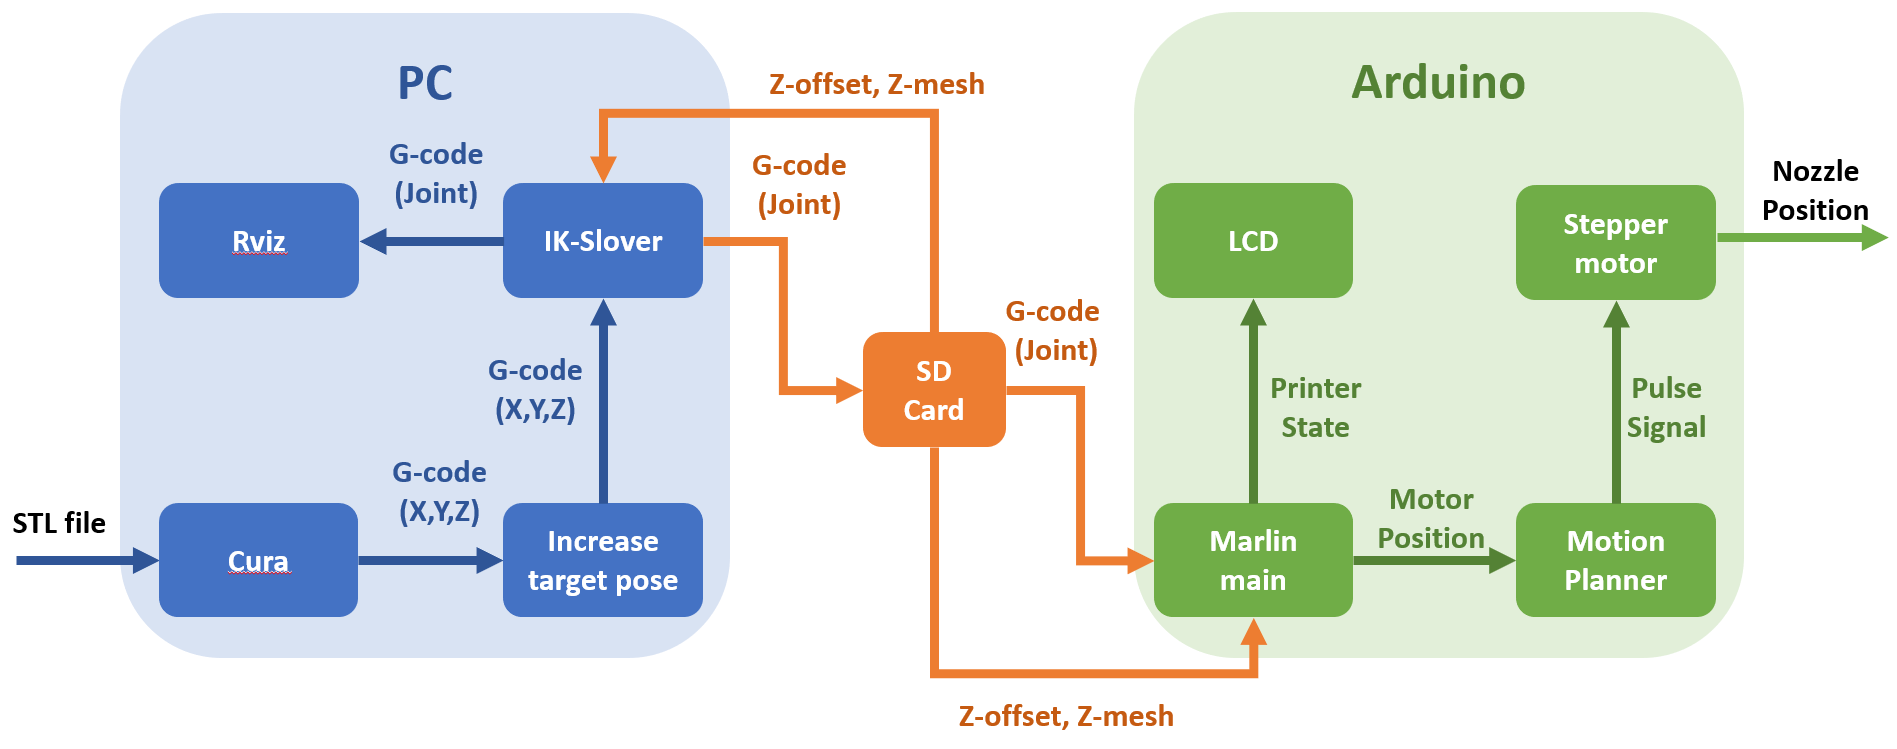 PC
Arduino
Z-offset, Z-mesh
G-code
(Joint)
G-code
(Joint)
Nozzle
Position
Rviz
IK-Slover
LCD
Stepper
motor
G-code
(Joint)
SD
Card
G-code
(X,Y,Z)
Printer
State
Pulse
Signal
G-code
(X,Y,Z)
Motor
Position
STL file
Cura
Increase
target pose
Marlin
main
Motion
Planner
Z-offset, Z-mesh